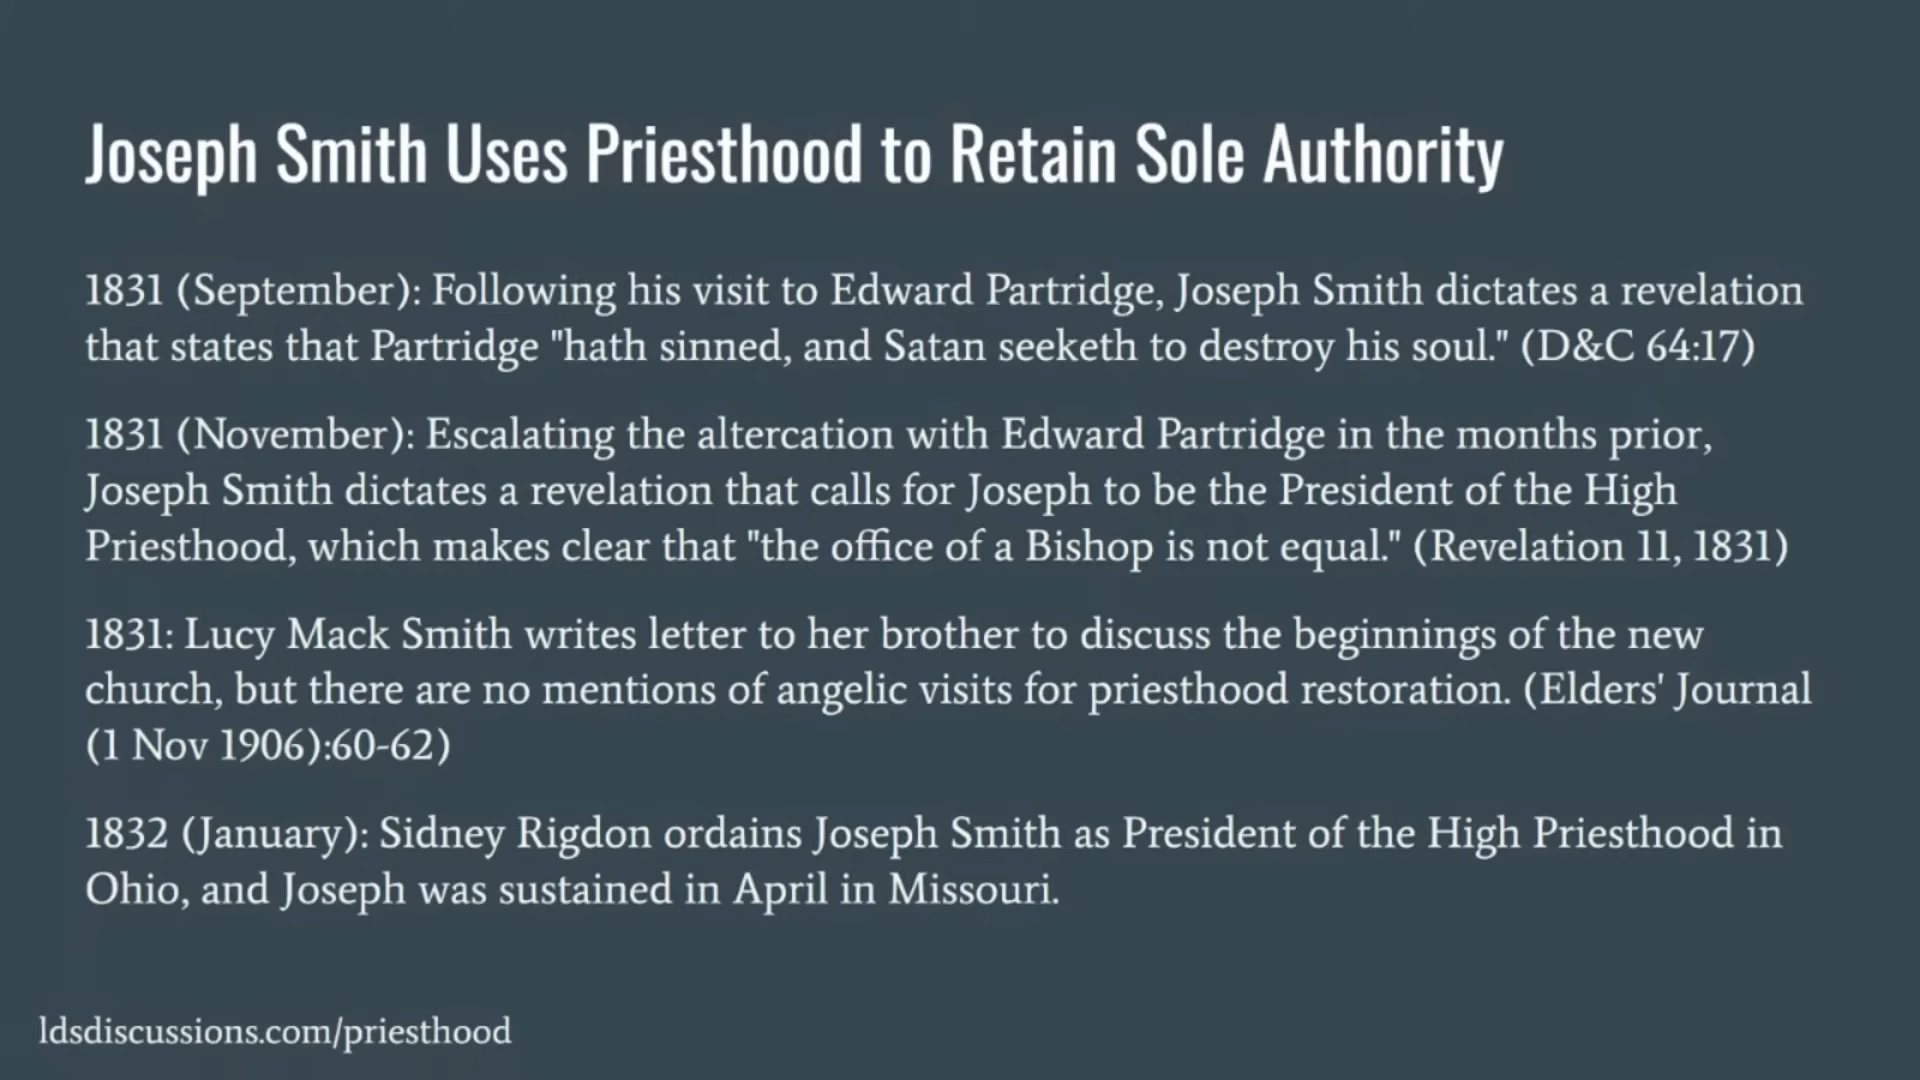 Joseph Smith Uses Priesthood to Retain Sole Authority
1831 (September): Following his visit to Edward Partridge, Joseph Smith dictates a revelation
that states that Partridge "hath sinned, and Satan seeketh to destroy his soul." (D&C 64:17)
1831 (November): Escalating the altercation with Edward Partridge in the months prior,
Joseph Smith dictates a revelation that calls for Joseph to be the President of the High
Priesthood, which makes clear that "the office of a Bishop is not equal." (Revelation 11, 1831)
1831: Lucy Mack Smith writes letter to her brother to discuss the beginnings of the new
church, but there are no mentions of angelic visits for priesthood restoration. (Elders' Journal
(1 Nov 1906):60-62)
1832 (January): Sidney Rigdon ordains Joseph Smith as President of the High Priesthood in
Ohio, and Joseph was sustained in April in Missouri.
ldsdiscussions.com/priesthood